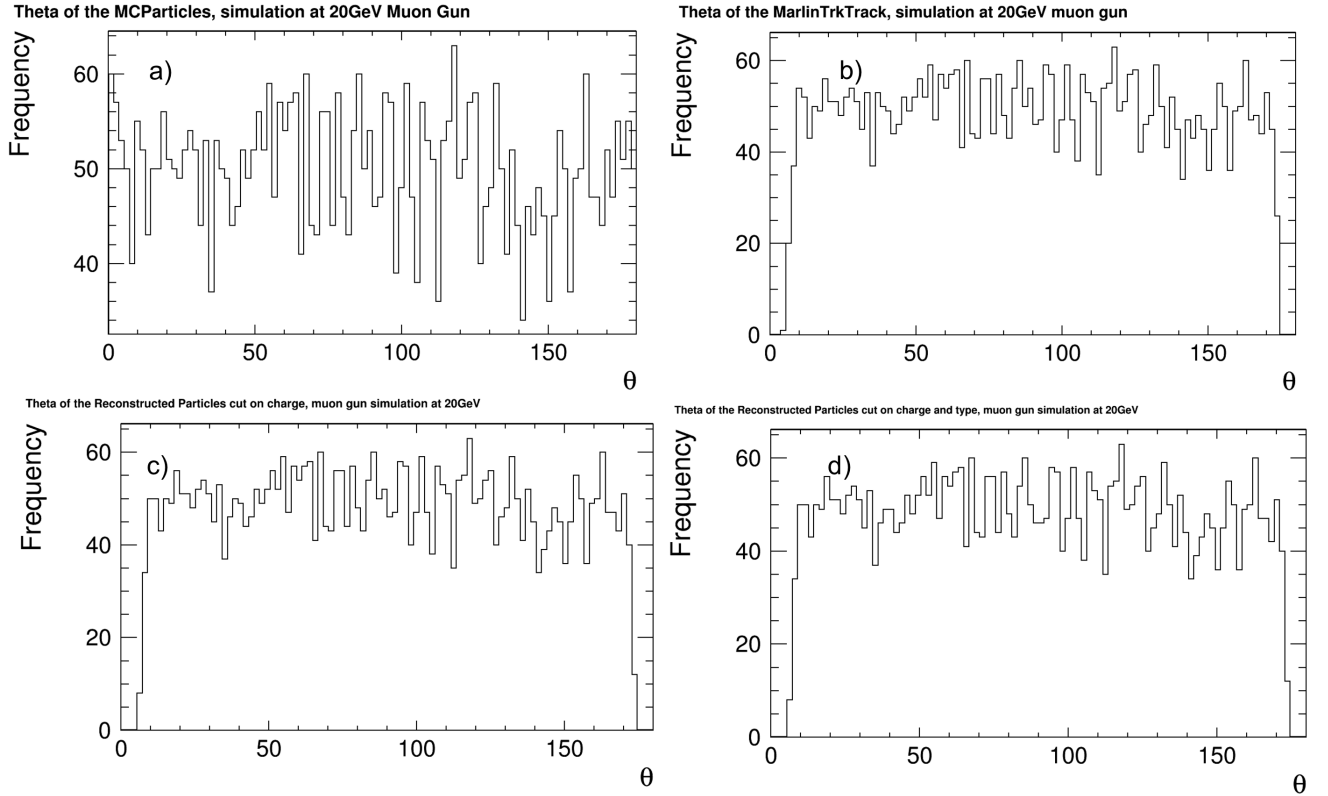 Theta of the MCParticles, simulation at 20GeV Muon Gun
Frequency
a)
60
50
40
0 50 100 150
θ
Theta of the MarlinTrkTrack, simulation at 20GeV muon gun
Frequency
b)
60
40
20
0
0 50 100 150
θ
Theta of the Reconstructed Particles cut on charge, muon gun simulation at 20GeV
Frequency
c)
60
40
20
0
0 50 100 150
θ
Theta of the Reconstructed Particles cut on charge and type, muon gun simulation at 20GeV
Frequency
d)
60
40
20
0
0 50 100 150
θ